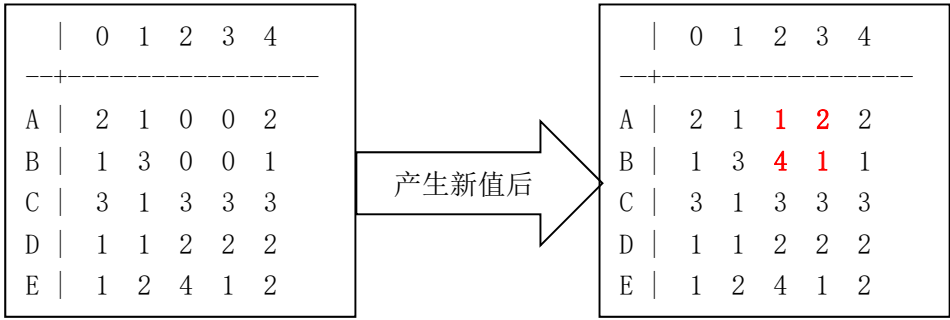 | 0 1 2 3 4
--+------------------
A | 2 1 0 0 2
B | 1 3 0 0 1
C | 3 1 3 3 3
D | 1 1 2 2 2
E | 1 2 4 1 2
产生新值后
| 0 1 2 3 4
--+------------------
A | 2 1 1 2 2
B | 1 3 4 1 1
C | 3 1 3 3 3
D | 1 1 2 2 2
E | 1 2 4 1 2